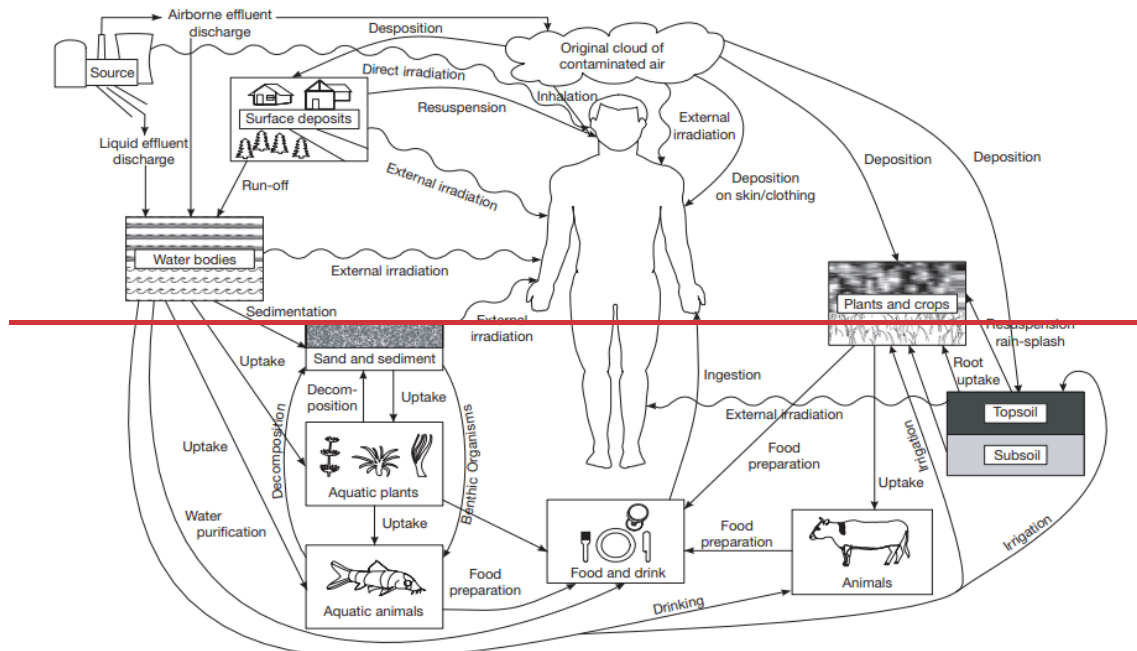 Airborne effluent
discharge
Source
Desposition
Original cloud of
contaminated air
Direct irradiation
Inhalation
Resuspension
Surface deposits
External
irradiation
Liquid effluent
discharge
Run-off
External irradiation
Deposition
on skin/clothing
Deposition
Deposition
Water bodies
External irradiation
Plants and crops
Sedimentation
External
irradiation
Resuspension
rain-splash
Sand and sediment
Uptake
Decom-
position
Uptake
Ingestion
Root
uptake
External irradiation
Topsoil
Subsoil
Uptake
Decomposition
Benthic Organisms
Food
preparation
Irrigation
Aquatic plants
Uptake
Uptake
Water
purification
Food
preparation
Food and drink
Food
preparation
Animals
Irrigation
Aquatic animals
Drinking